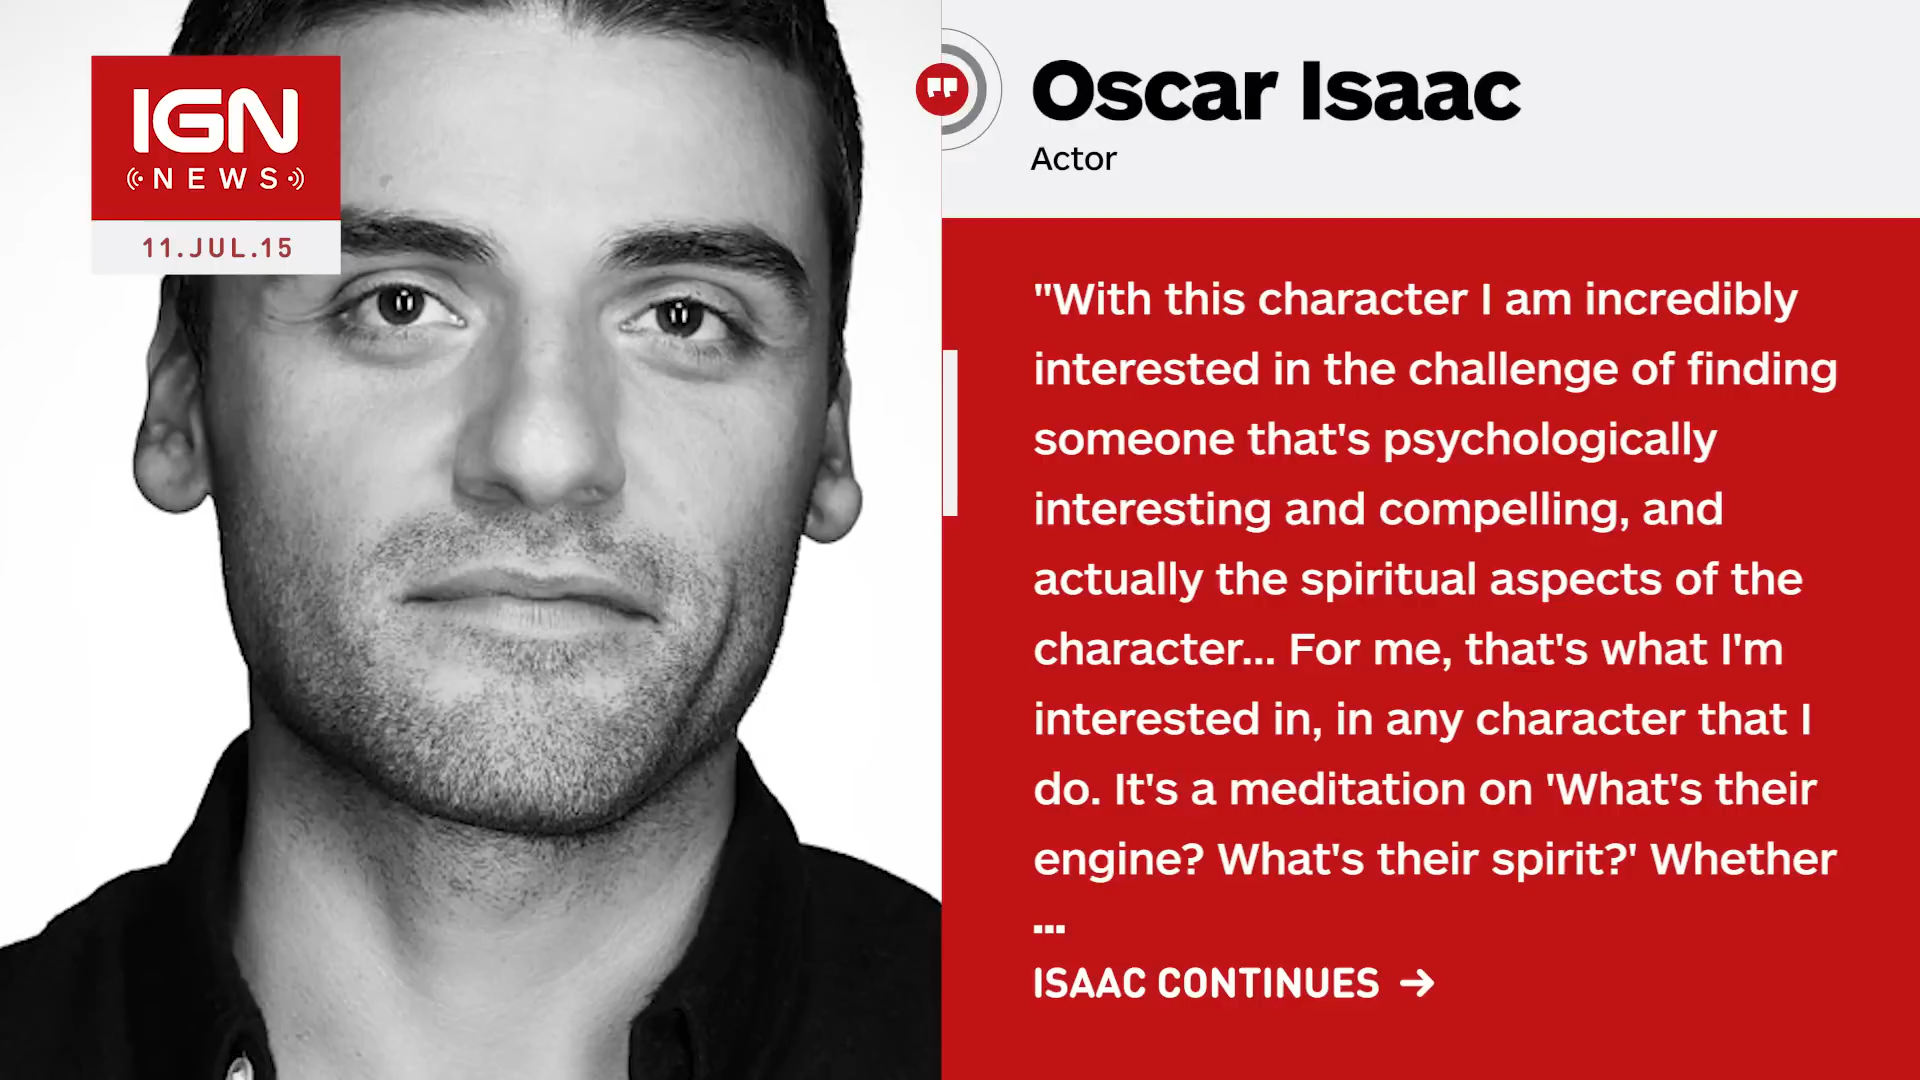 IGN
NEWS
11.JUL.15
Oscar Isaac
Actor
"With this character I am incredibly
interested in the challenge of finding
someone that's psychologically
interesting and compelling, and
actually the spiritual aspects of the
character... For me, that's what I'm
interested in, in any character that I
do. It's a meditation on 'What's their
engine? What's their spirit?' Whether
...
ISAAC CONTINUES →